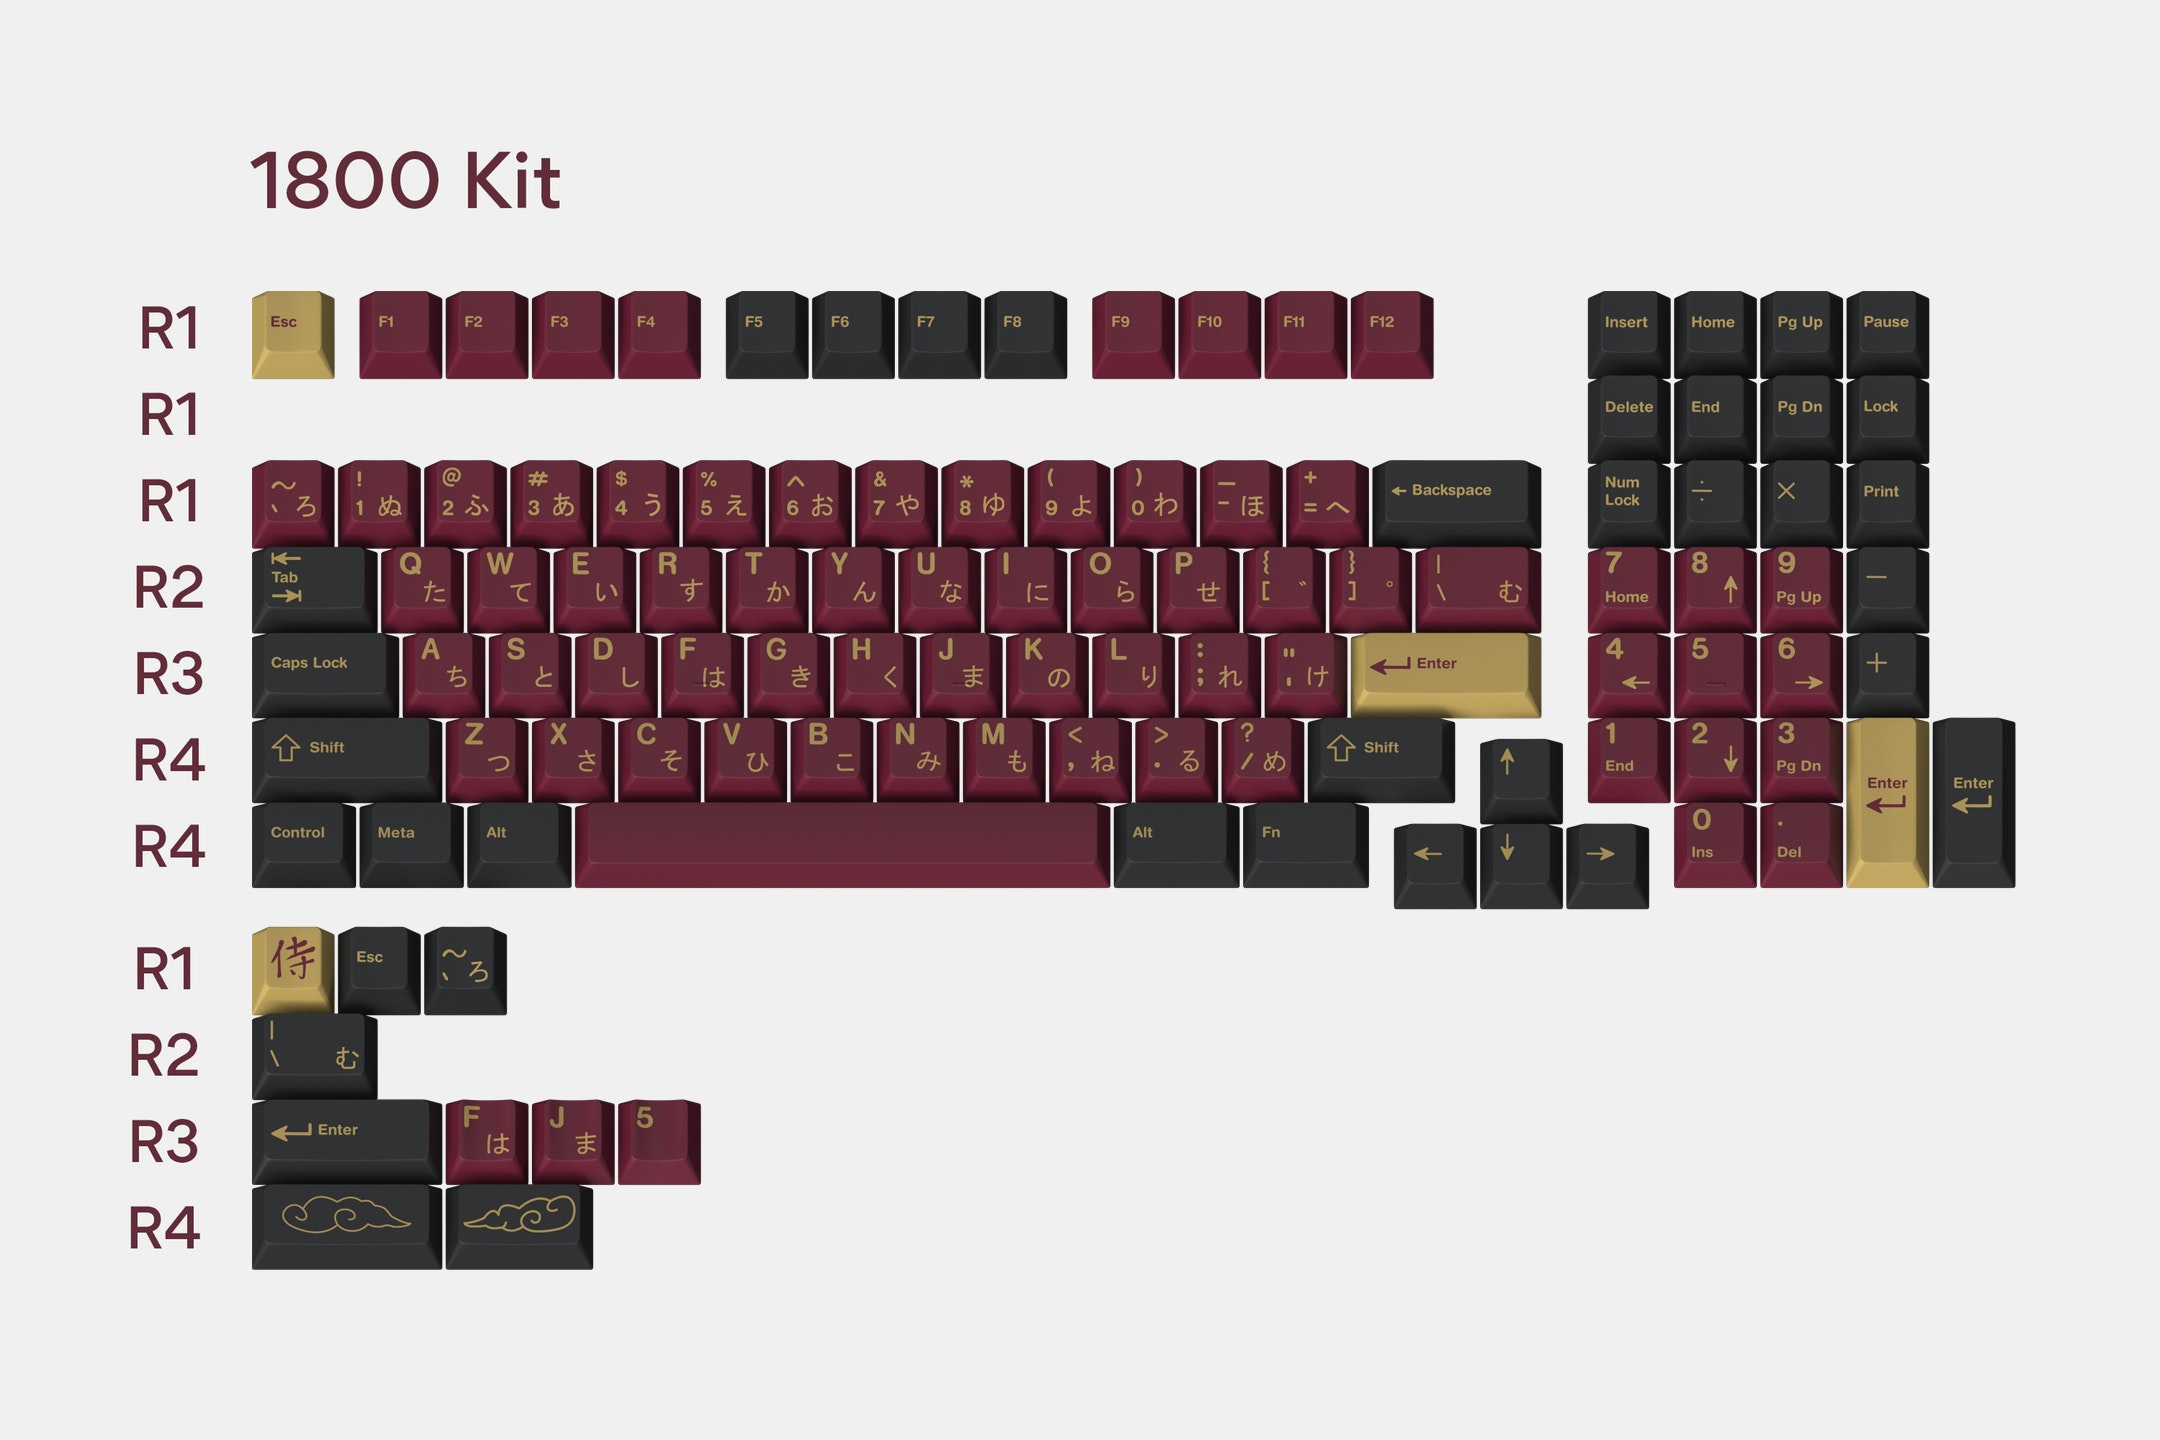 1800 Kit
R1 Esc F1 F2 F3 F4 F5 F6 F7 F8 F9 F10 F11 F12 Insert Home Pg Up Pause
R1 Delete End Pg Dn Lock
R1 ~ ` ろ ! 1 ぬ @ 2 ふ # 3 あ $ 4 う % 5 え ^ 6 お & 7 や * 8 ゆ ( 9 よ ) 0 わ _ - ほ + = へ ← Backspace Num Lock ÷ × Print
R2 Tab Q た W て E い R す T か Y ん U な I に O ら P せ { [ ゛ } ] ゜ | \ む 7 Home 8 ↑ 9 Pg Up −
R3 Caps Lock A ち S と D し F は G き H く J ま K の L り : ; れ " ' け Enter 4 ← 5 6 → +
R4 Shift Z つ X さ C そ V ひ B こ N み M も < , ね > . る ? / め Shift ↑ 1 End 2 ↓ 3 Pg Dn Enter Enter
R4 Control Meta Alt Alt Fn ← ↓ → 0 Ins . Del
R1 侍 Esc ~ ` ろ
R2 | \ む
R3 Enter F は J ま 5
R4